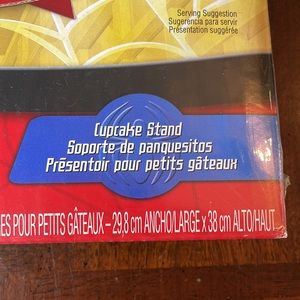 Serving Suggestion
Sugerencia para servir
Présentation suggérée
Cupcake Stand
Soporte de panquesitos
Présentoir pour petits gâteaux
ES POUR PETITS GÂTEAUX – 29,8 cm ANCHO/LARGE x 38 cm ALTO/HAUT